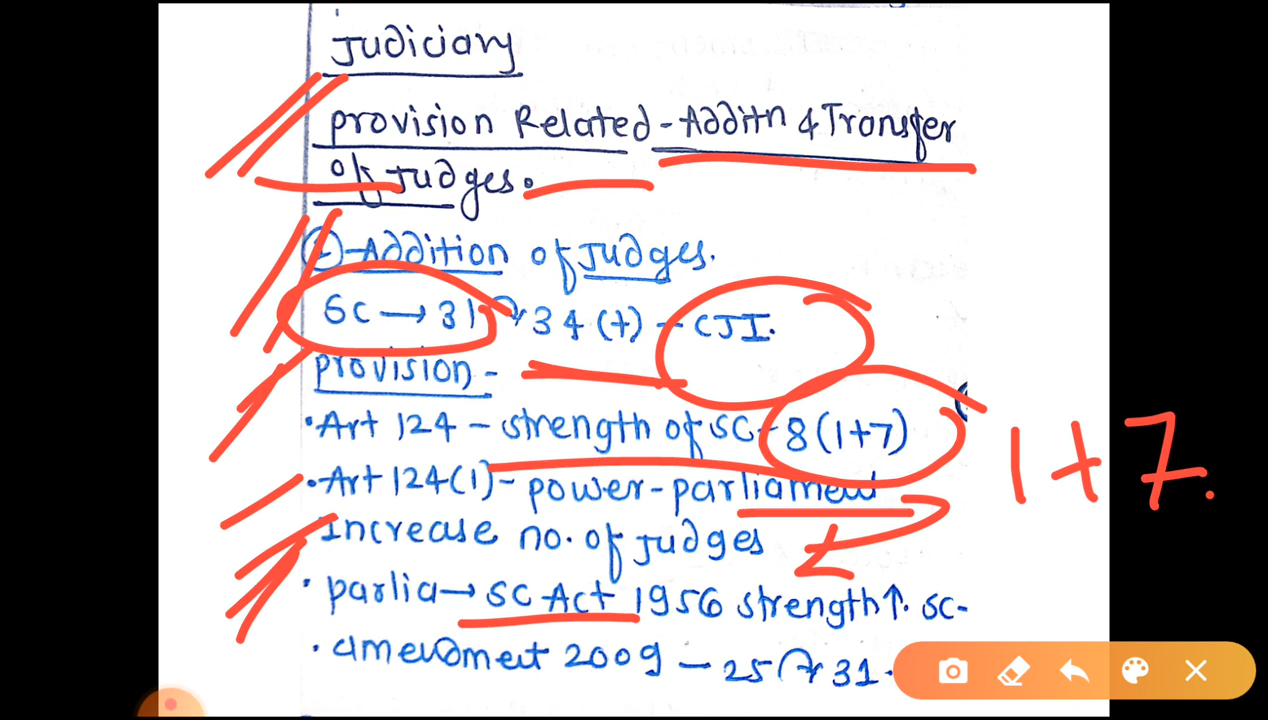 Judiciary
provision Related - Additn & Transfer
of Judges.
①-Addition of Judges.
SC → 31 ↷ 34 (+) - CJI.
provision -
• Art 124 - strength of SC - 8 (1+7)
1+7.
• Art 124(1) - power - parliament
Increase no. of Judges
• parlia → SC Act 1956 strength ↑. SC-
• amendment 2009 - 25 ↷ 31.